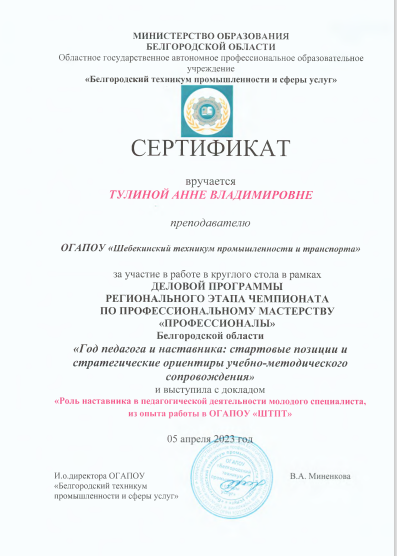 МИНИСТЕРСТВО ОБРАЗОВАНИЯ
БЕЛГОРОДСКОЙ ОБЛАСТИ
Областное государственное автономное профессиональное образовательное
учреждение
«Белгородский техникум промышленности и сферы услуг»
СЕРТИФИКАТ
вручается
ТУЛИНОЙ АННЕ ВЛАДИМИРОВНЕ
преподавателю
ОГАПОУ «Шебекинский техникум промышленности и транспорта»
за участие в работе в круглого стола в рамках
ДЕЛОВОЙ ПРОГРАММЫ
РЕГИОНАЛЬНОГО ЭТАПА ЧЕМПИОНАТА
ПО ПРОФЕССИОНАЛЬНОМУ МАСТЕРСТВУ
«ПРОФЕССИОНАЛЫ»
Белгородской области
«Год педагога и наставника: стартовые позиции и
стратегические ориентиры учебно-методического
сопровождения»
и выступила с докладом
«Роль наставника в педагогической деятельности молодого специалиста,
из опыта работы в ОГАПОУ «ШТПТ»
05 апреля 2023 год
И.о.директора ОГАПОУ
«Белгородский техникум
промышленности и сферы услуг»
В.А. Миненкова